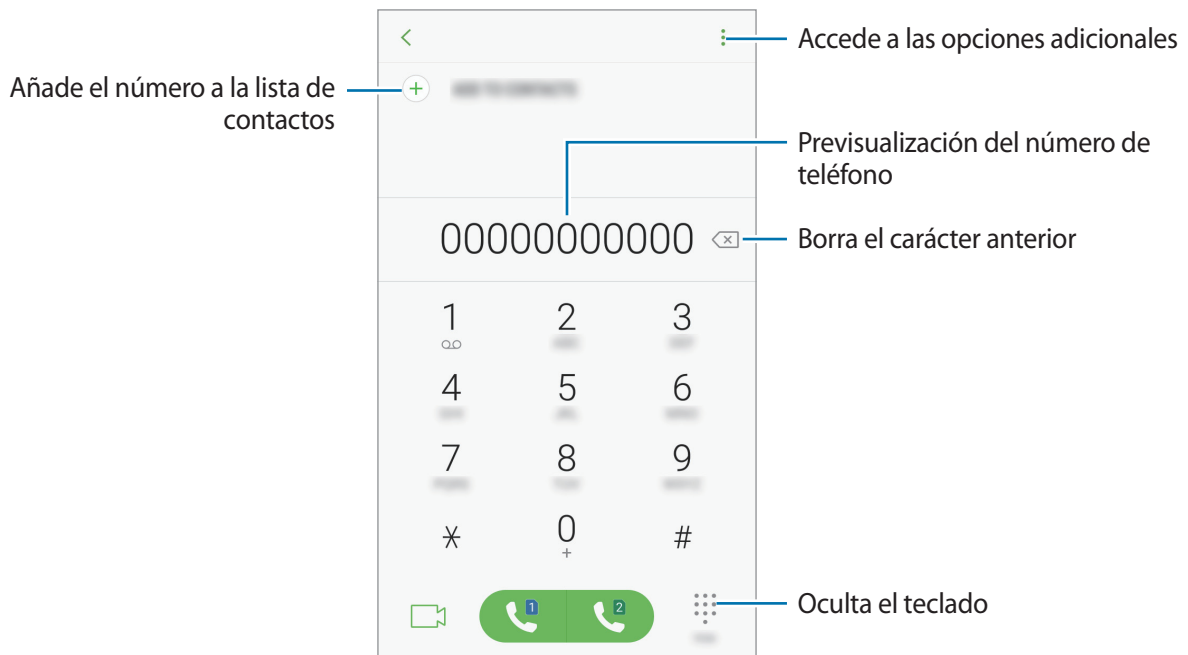 Accede a las opciones adicionales
Añade el número a la lista de
contactos
Previsualización del número de
teléfono
00000000000
Borra el carácter anterior
1 2 3
4 5 6
7 8 9
* 0 #
+
1 2
Oculta el teclado